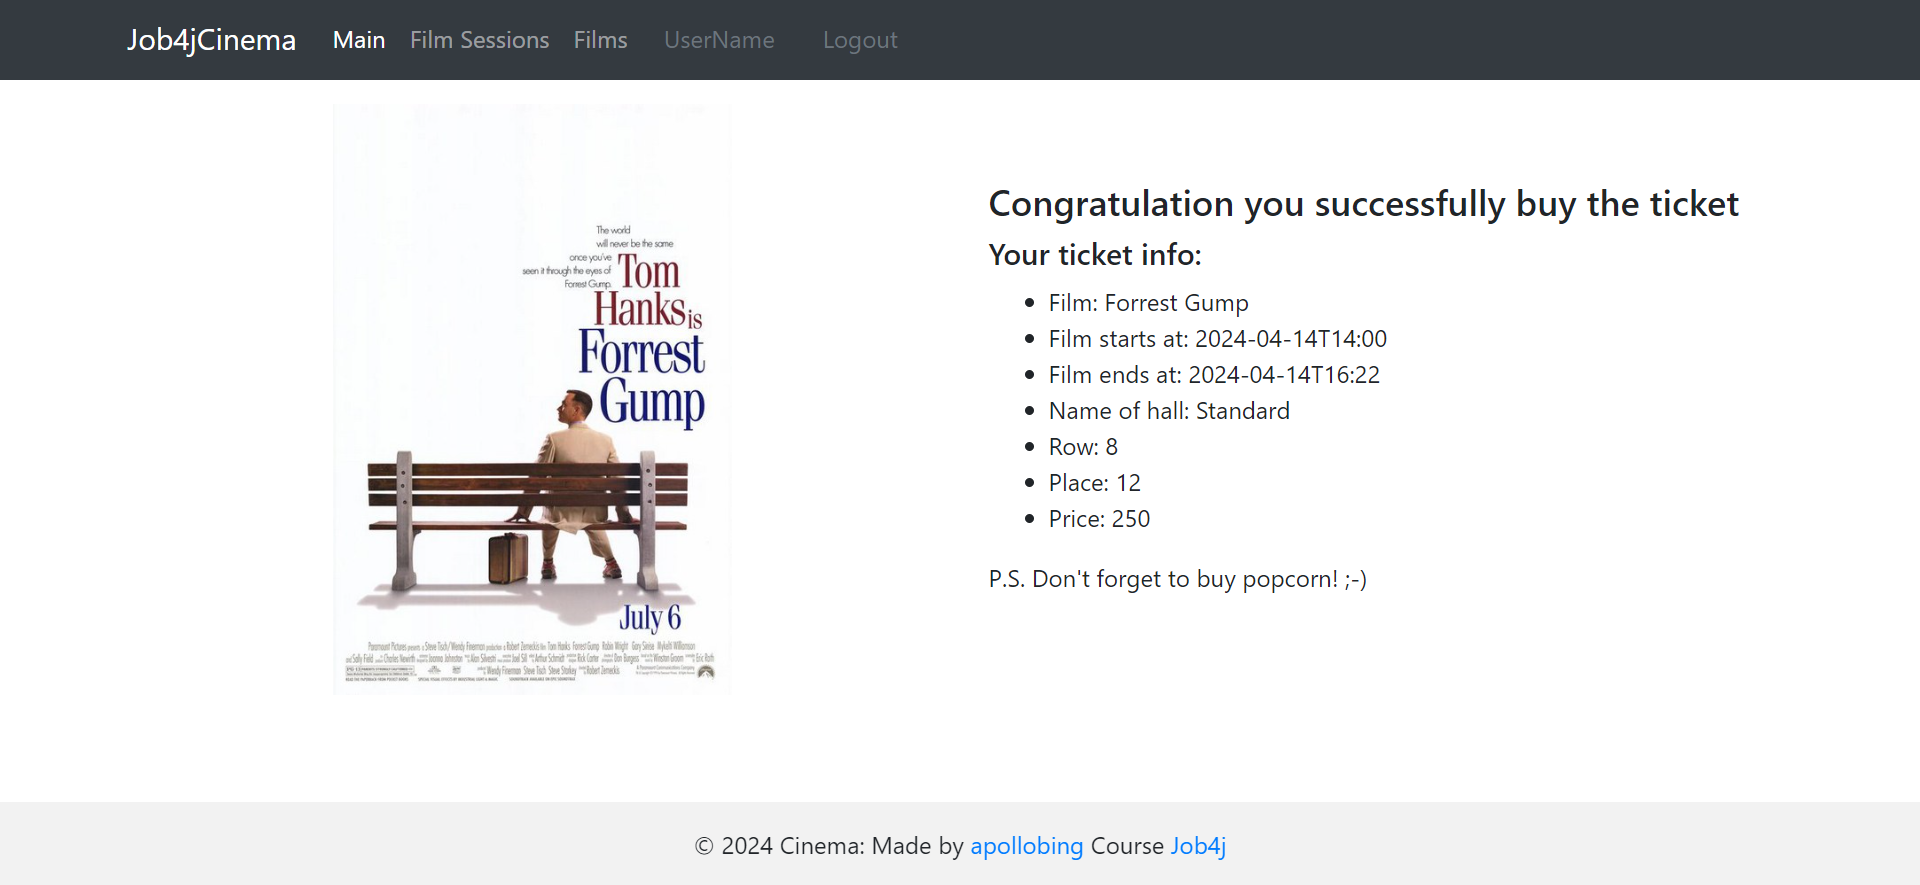 Job4jCinema Main Film Sessions Films UserName Logout
The world
will never be the same
once you've
seen it through the eyes of
Forrest Gump.
Tom
Hanks is
Forrest
Gump
July 6
Congratulation you successfully buy the ticket
Your ticket info:
Film: Forrest Gump
Film starts at: 2024-04-14T14:00
Film ends at: 2024-04-14T16:22
Name of hall: Standard
Row: 8
Place: 12
Price: 250
P.S. Don't forget to buy popcorn! ;-)
© 2024 Cinema: Made by apollobing Course Job4j